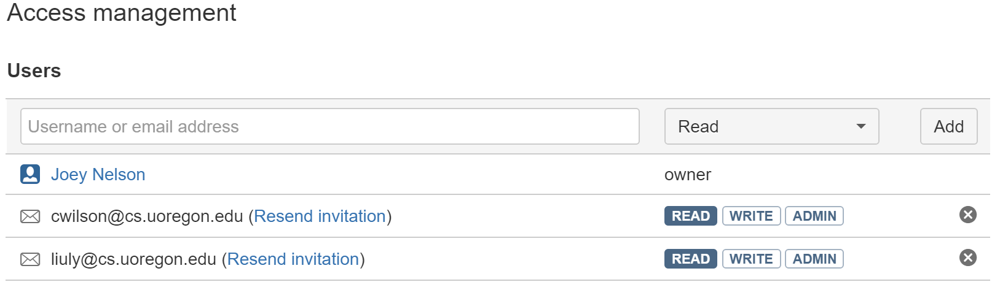 Access management
Users
Username or email address Read Add
Joey Nelson owner
cwilson@cs.uoregon.edu (Resend invitation) READ WRITE ADMIN
liuly@cs.uoregon.edu (Resend invitation) READ WRITE ADMIN